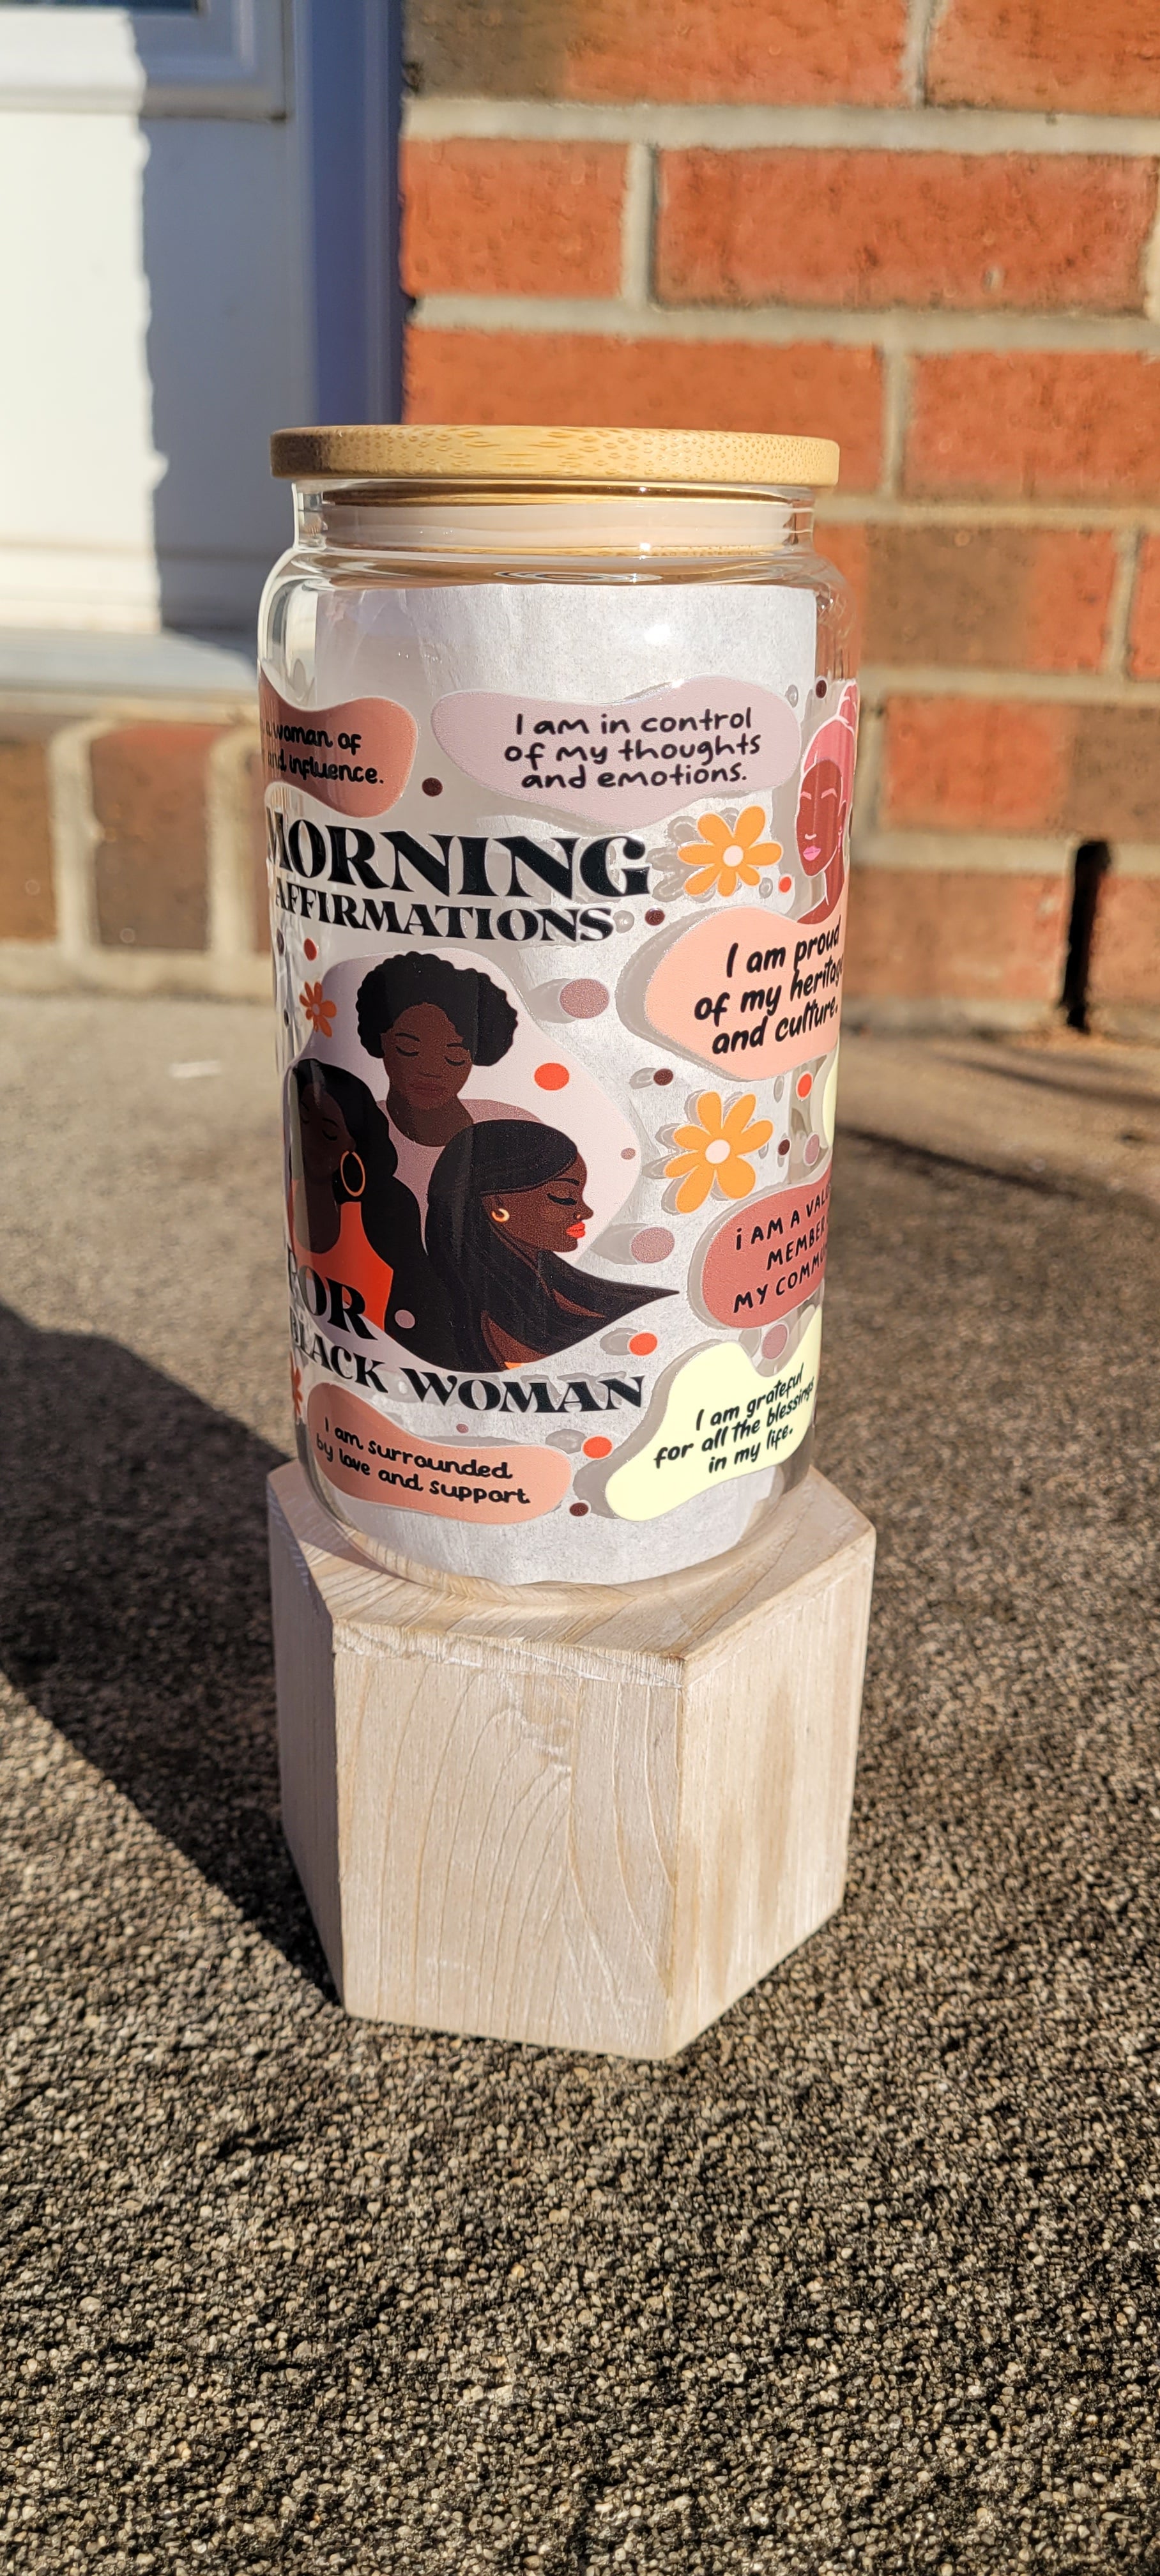 woman of
and influence.
I am in control
of my thoughts
and emotions.
MORNING
AFFIRMATIONS
I am proud
of my heritage
and culture.
i AM A
MEMBER
MY
FOR
BLACK WOMAN
I am surrounded
by love and support.
I am grateful
for all the blessings
in my life.